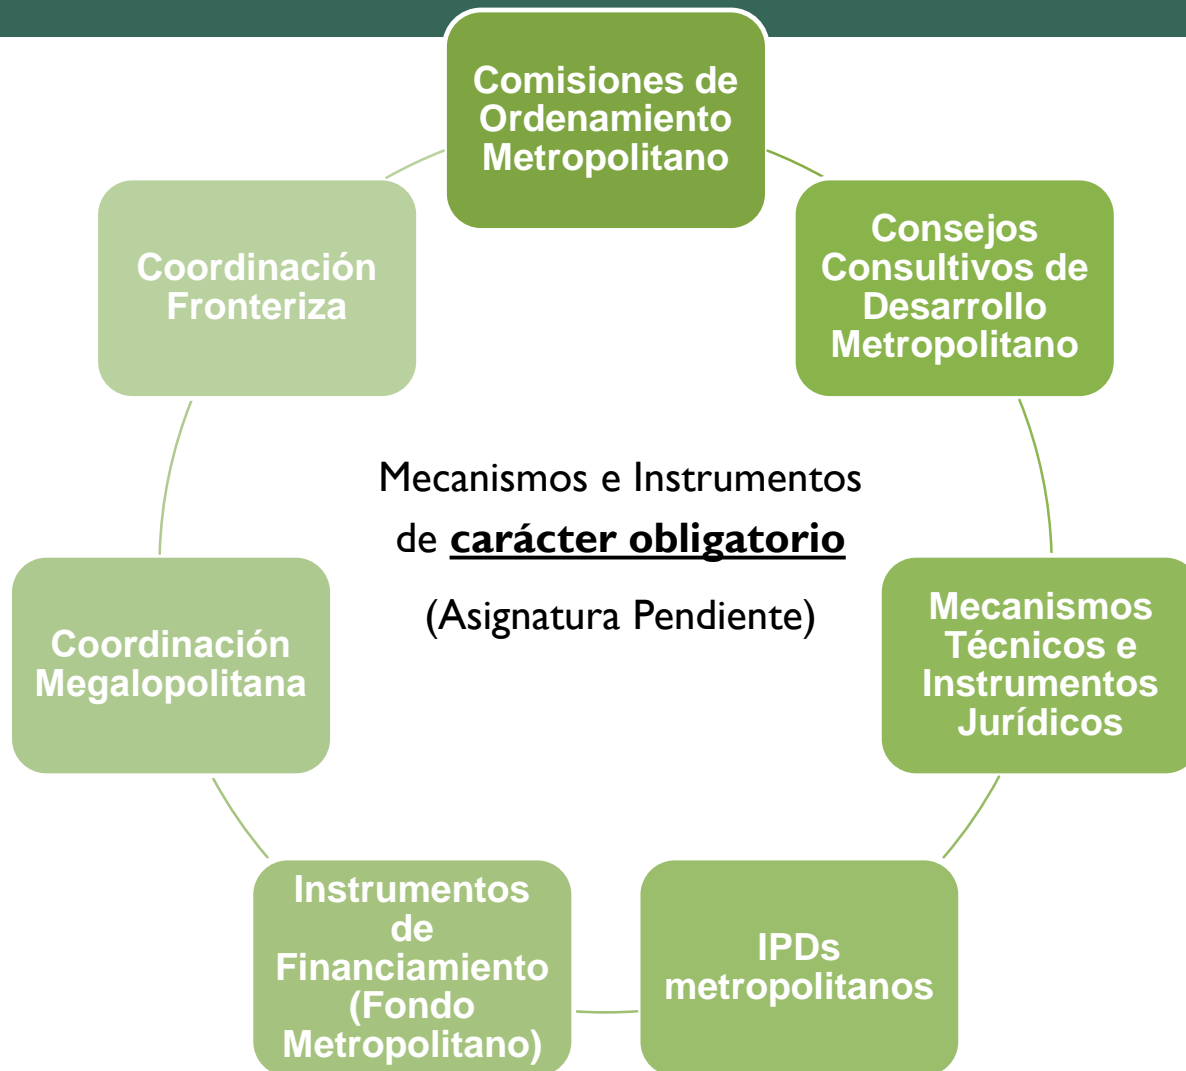 Comisiones de
Ordenamiento
Metropolitano
Consejos
Consultivos de
Desarrollo
Metropolitano
Mecanismos
Técnicos e
Instrumentos
Jurídicos
IPDs
metropolitanos
Instrumentos
de
Financiamiento
(Fondo
Metropolitano)
Coordinación
Megalopolitana
Coordinación
Fronteriza
Mecanismos e Instrumentos
de carácter obligatorio
(Asignatura Pendiente)